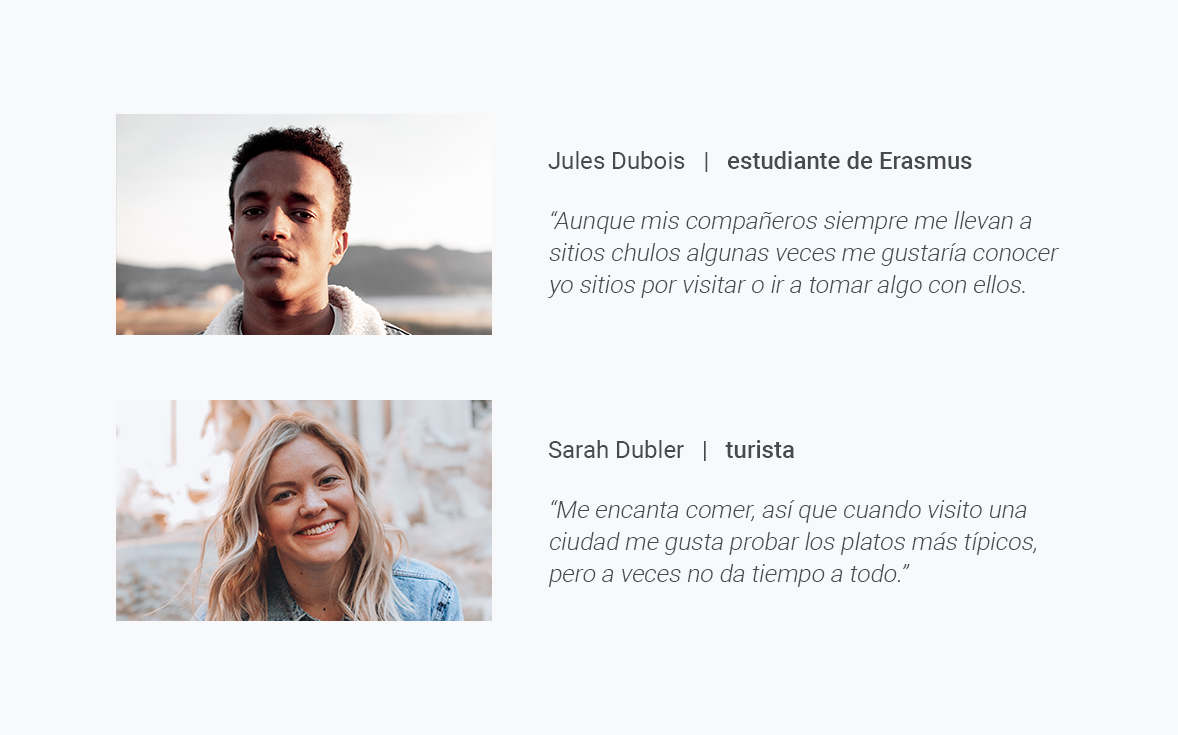 Jules Dubois | estudiante de Erasmus
“Aunque mis compañeros siempre me llevan a
sitios chulos algunas veces me gustaría conocer
yo sitios por visitar o ir a tomar algo con ellos.
Sarah Dubler | turista
“Me encanta comer, así que cuando visito una
ciudad me gusta probar los platos más típicos,
pero a veces no da tiempo a todo.”